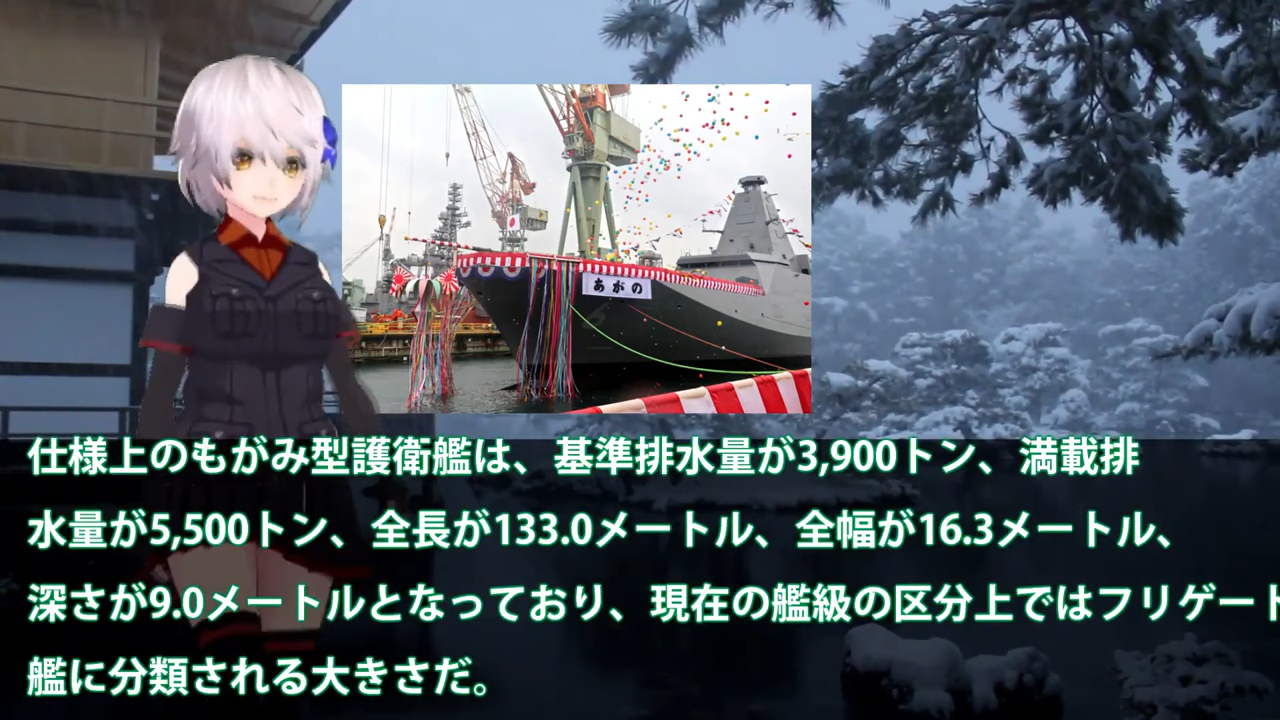 あがの
仕様上のもがみ型護衛艦は、基準排水量が3,900トン、満載排
水量が5,500トン、全長が133.0メートル、全幅が16.3メートル、
深さが9.0メートルとなっており、現在の艦級の区分上ではフリゲート
艦に分類される大きさだ。